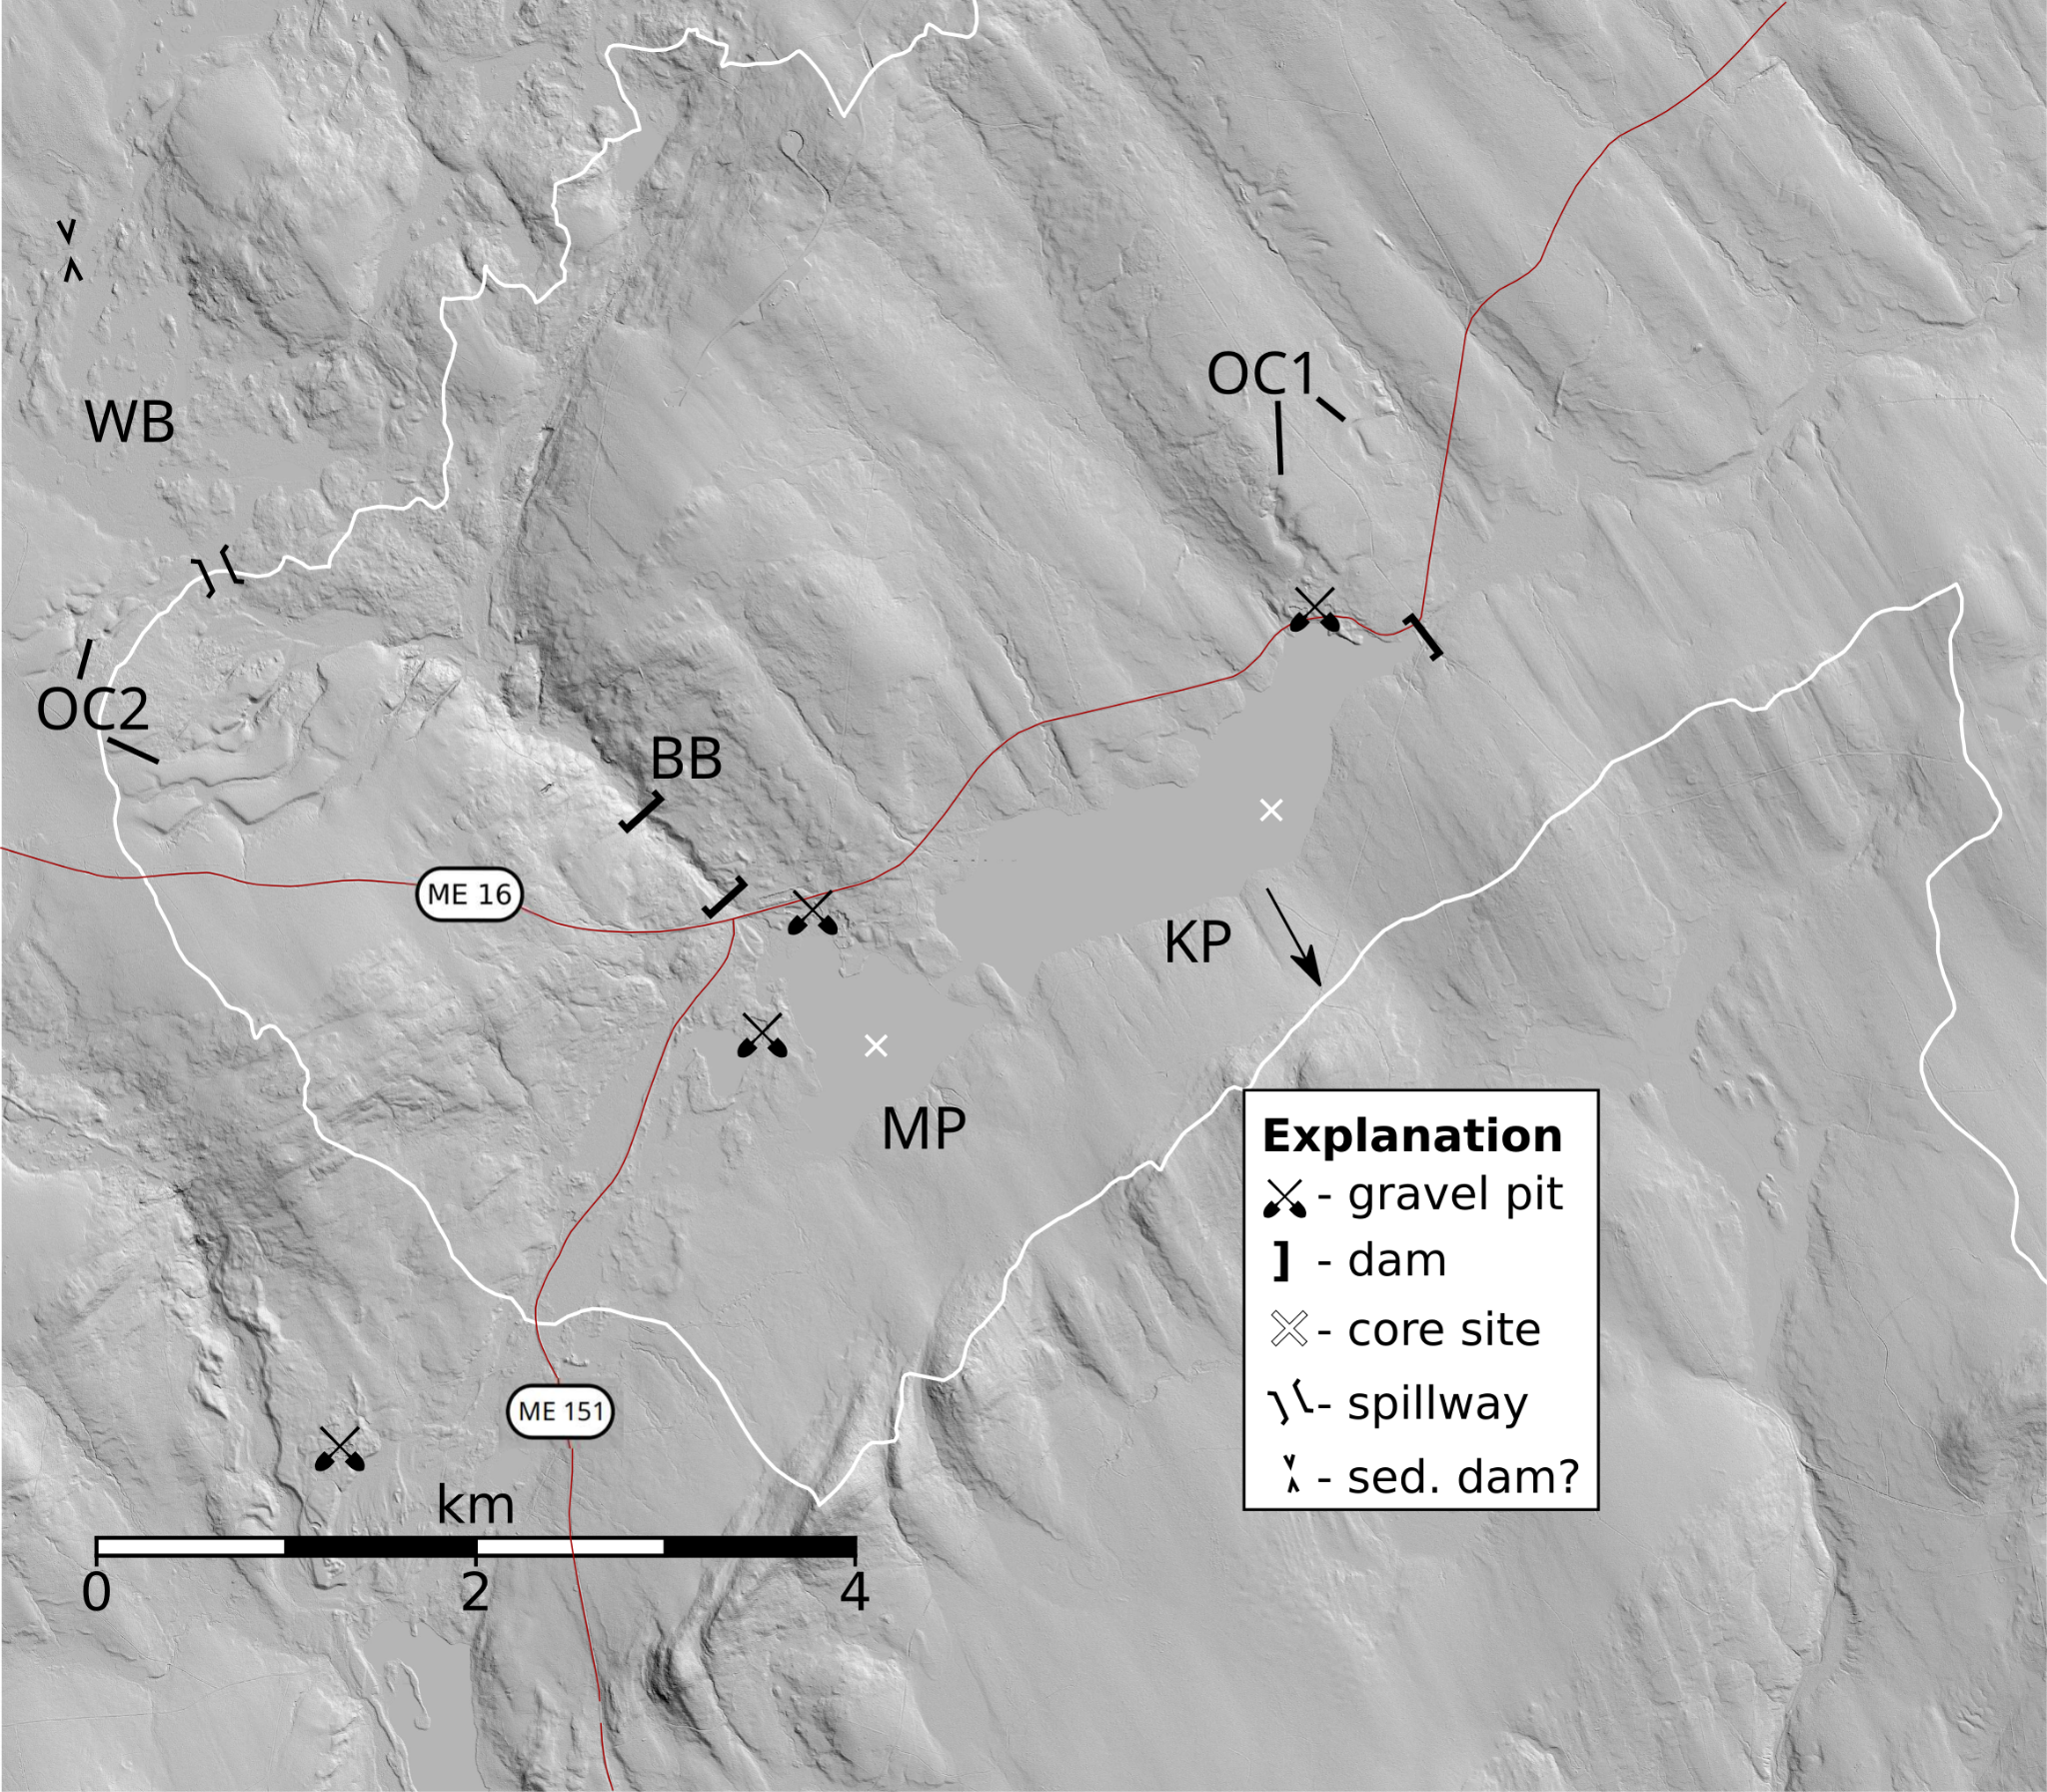 OC1
WB
OC2
BB
ME 16
KP
MP
Explanation
- gravel pit
] - dam
- core site
- spillway
- sed. dam?
ME 151
km
0 2 4